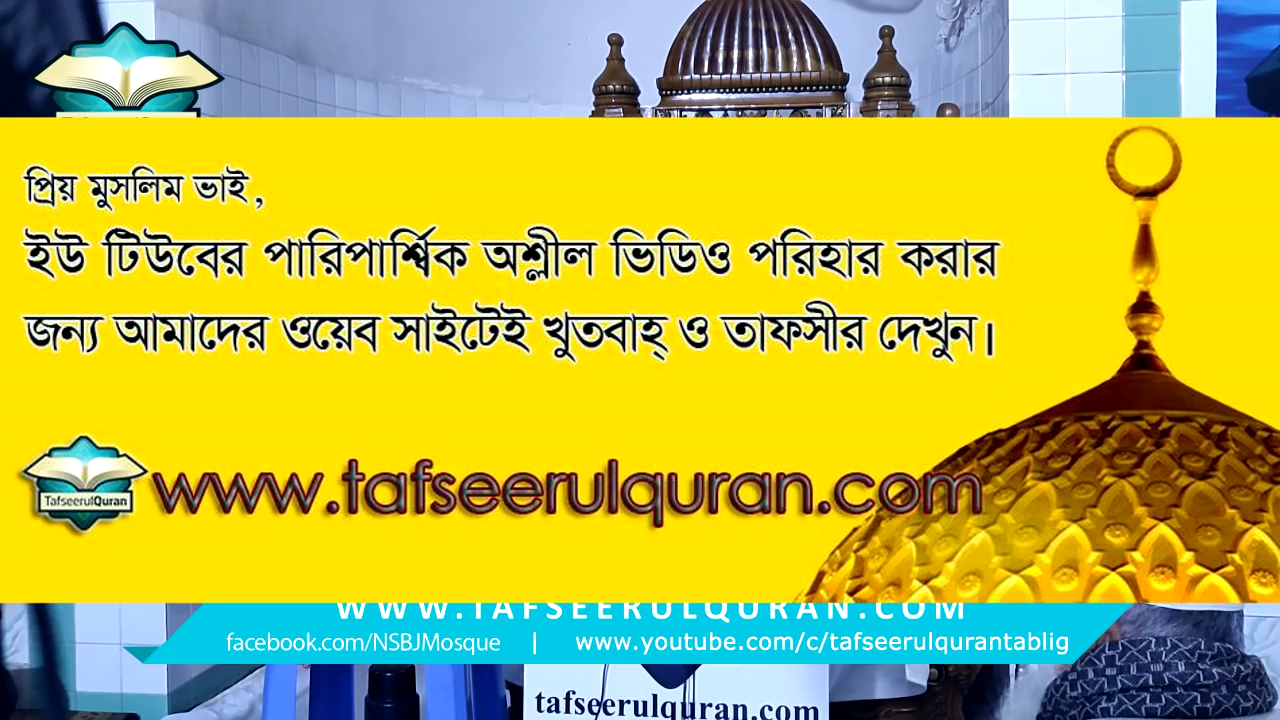 প্রিয় মুসলিম ভাই,
ইউ টিউবের পারিপার্শ্বিক অশ্লীল ভিডিও পরিহার করার
জন্য আমাদের ওয়েব সাইটেই খুতবাহ্ ও তাফসীর দেখুন।
TafseerulQuran
www.tafseerulquran.com
WWW.TAFSEERULQURAN.COM
facebook.com/NSBJMosque | www.youtube.com/c/tafseerulqurantablig
tafseerulquran.com